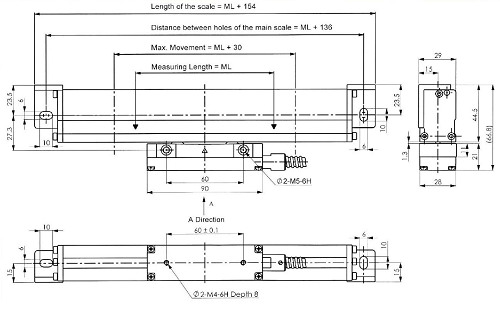 Length of the scale = ML + 154
Distance between holes of the main scale = ML + 136
Max. Movement = ML + 30
Measuring Length = ML
29
15
23.5
6
27.3
10
23.5
10
6
44.5
(66.8)
1.3
21
28
60
90
Ø2-M5-6H
A
A Direction
60 ± 0.1
10
6
15
6
10
15
Ø2-M4-6H Depth 8